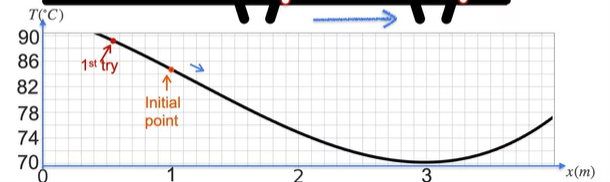 T(°C)
90
86
82
78
74
70
1st try
Initial
point
0
1
2
3
x(m)